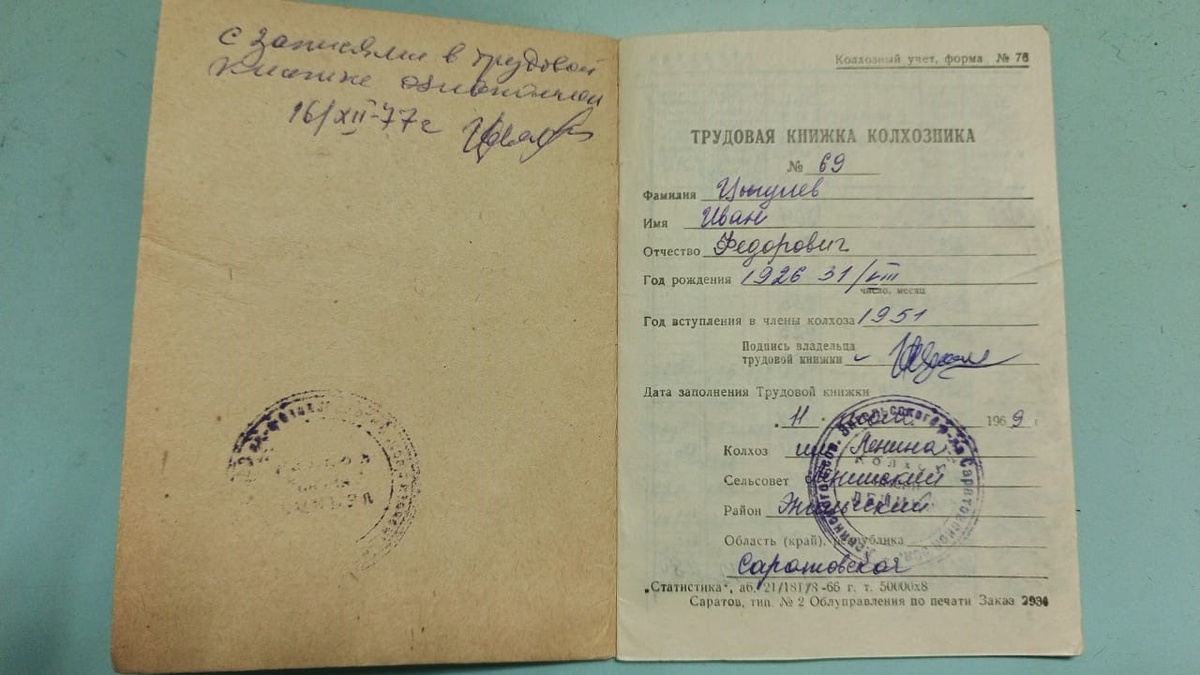 с записями в трудовой
книжке ознакомлен
16/XII-77г
Колхозный учет, форма № 76
ТРУДОВАЯ КНИЖКА КОЛХОЗНИКА
№ 69
Фамилия Цыгулев
Имя Иван
Отчество Федорович
Год рождения 1926 31/VIII
число, месяц
Год вступления в члены колхоза 1951
Подпись владельца
трудовой книжки
Дата заполнения Трудовой книжки
11 1969 г
Колхоз им Ленина
Сельсовет
Район Энгельсский
Область (край), республика
Саратовская
„Статистика“, аб. 21/18178-66 г. т. 50000х8
Саратов, тип. № 2 Облуправления по печати Заказ 2934